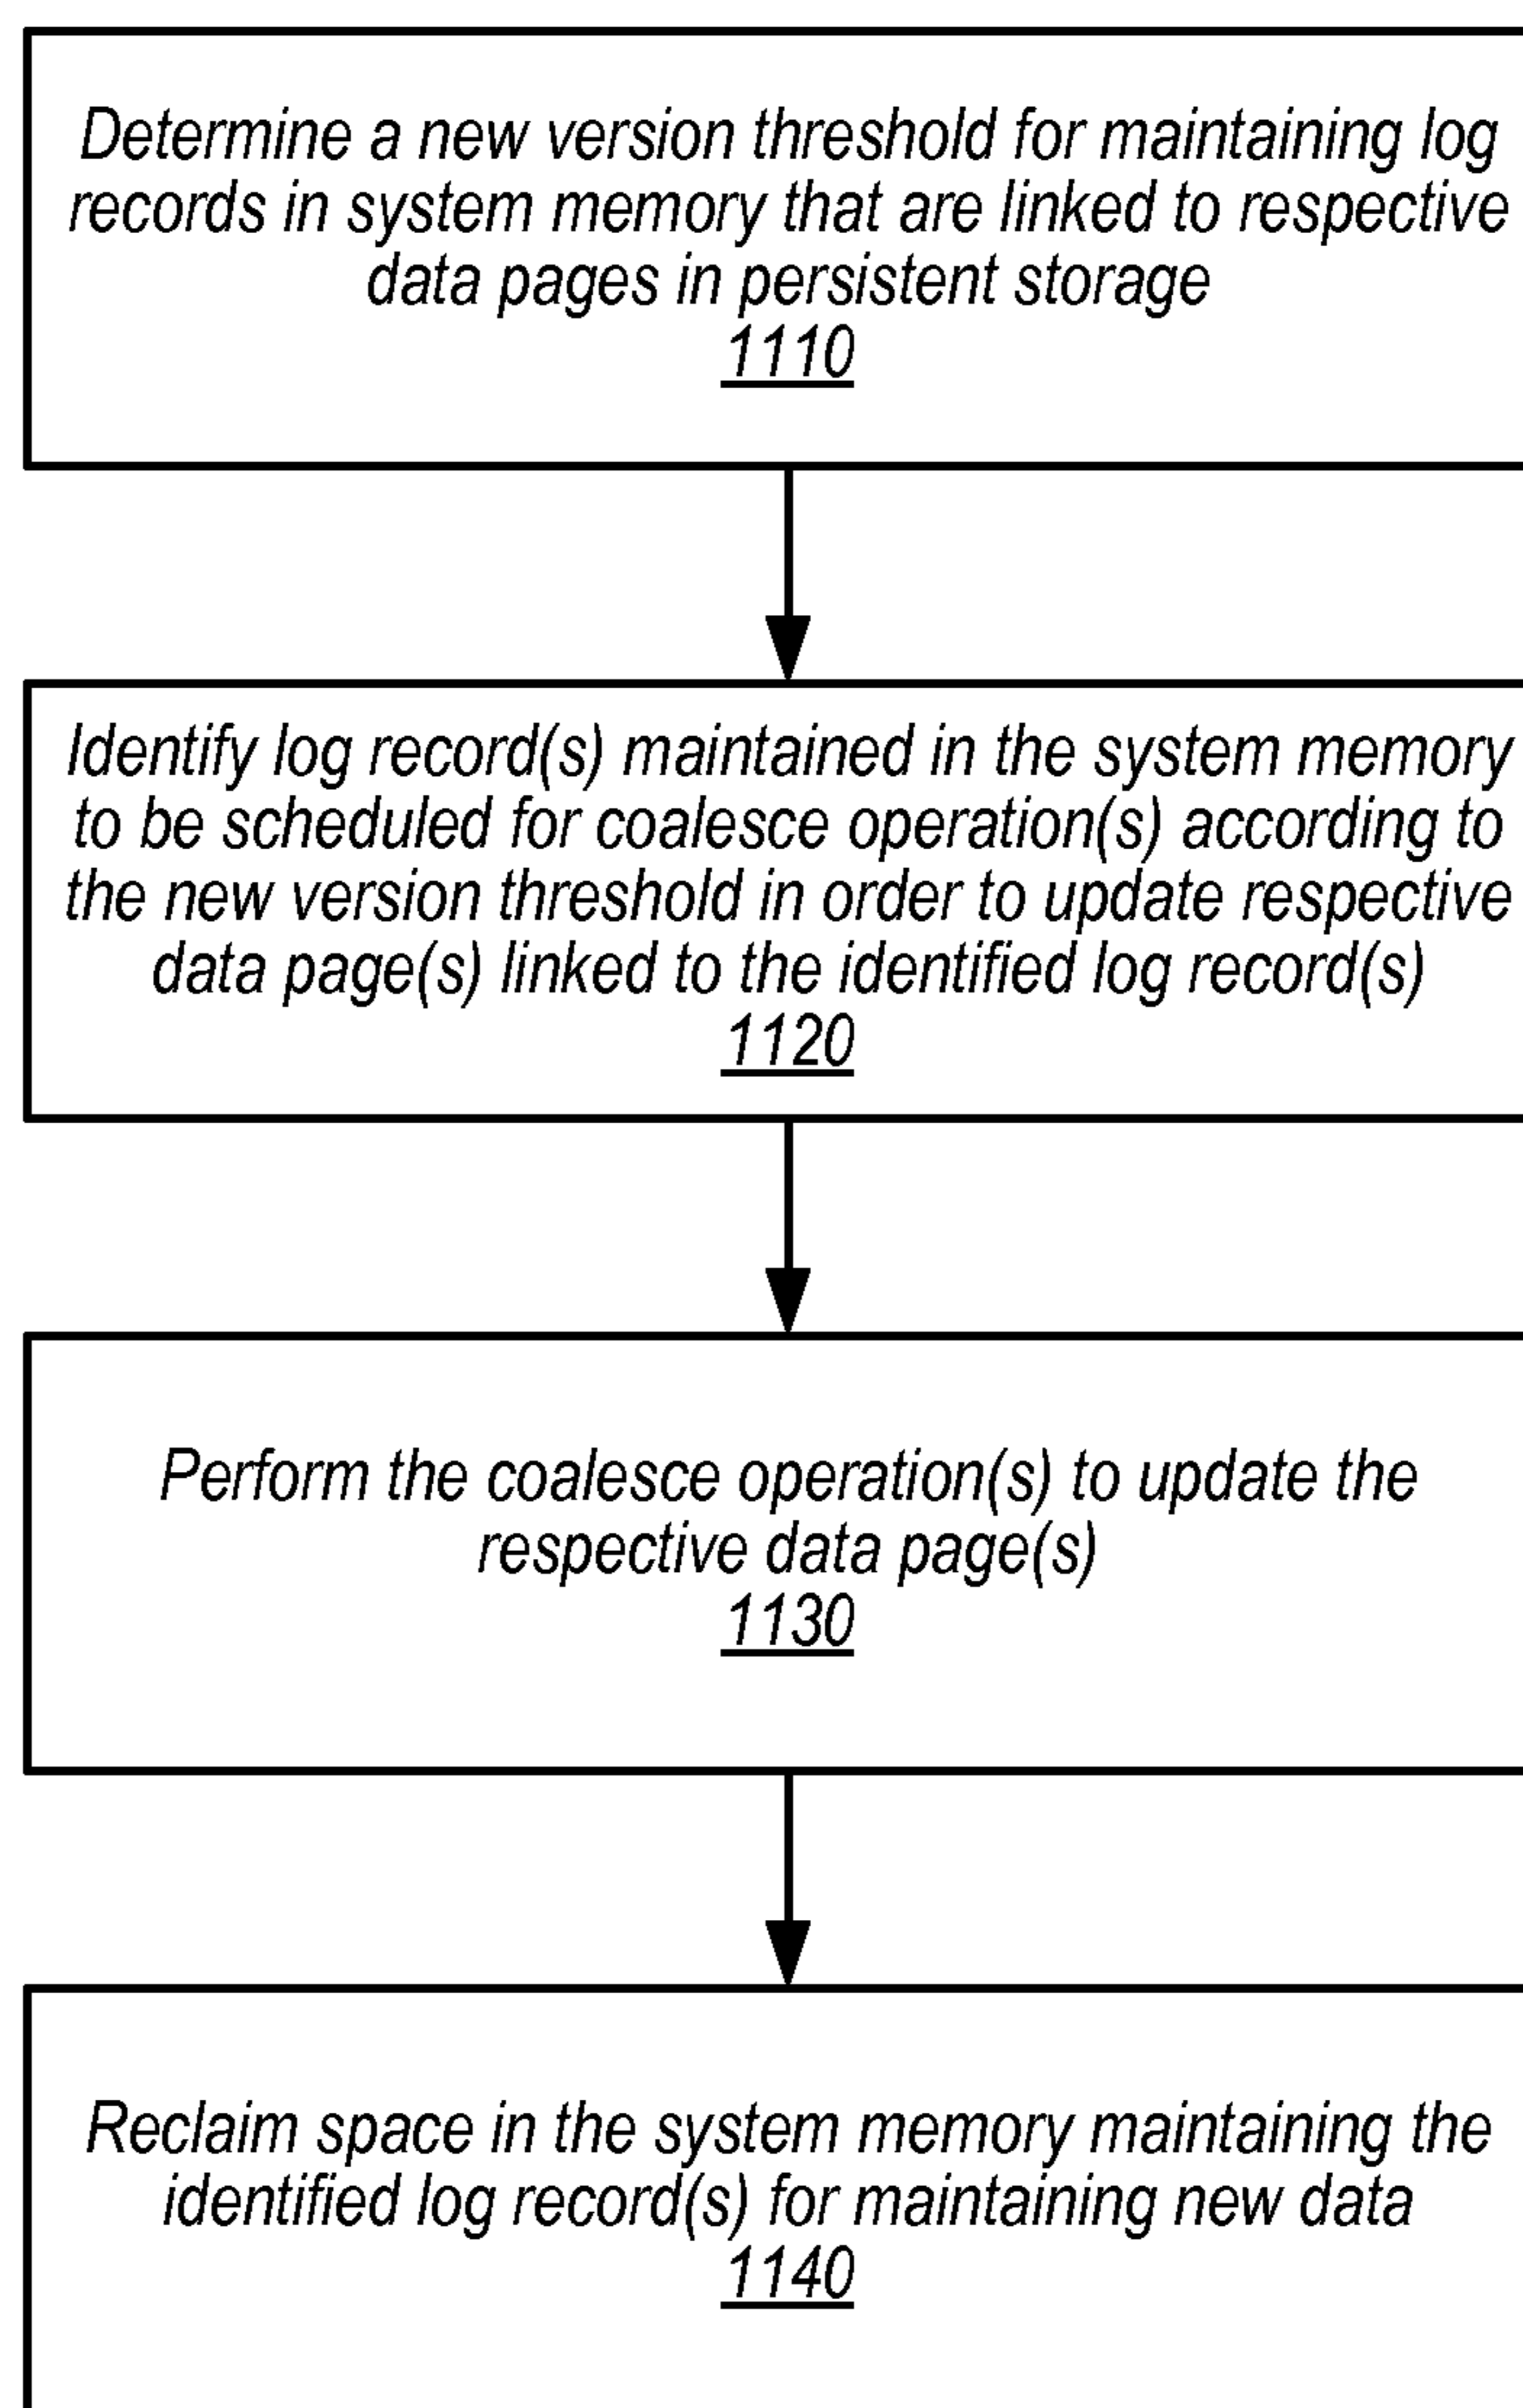 Determine a new version threshold for maintaining log
records in system memory that are linked to respective
data pages in persistent storage
1110
Identify log record(s) maintained in the system memory
to be scheduled for coalesce operation(s) according to
the new version threshold in order to update respective
data page(s) linked to the identified log record(s)
1120
Perform the coalesce operation(s) to update the
respective data page(s)
1130
Reclaim space in the system memory maintaining the
identified log record(s) for maintaining new data
1140